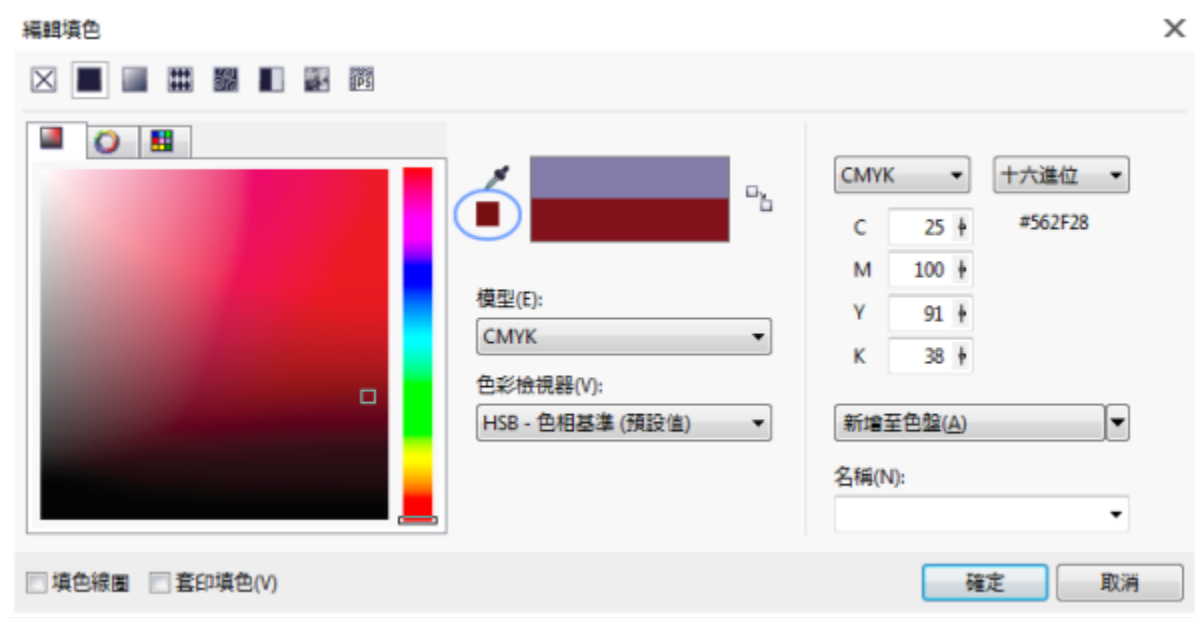 編輯填色
PS
CMYK
十六進位
C 25
#562F28
M 100
Y 91
K 38
模型(E):
CMYK
色彩檢視器(V):
HSB - 色相基準 (預設值)
新增至色盤(A)
名稱(N):
填色線圈
套印填色(V)
確定
取消